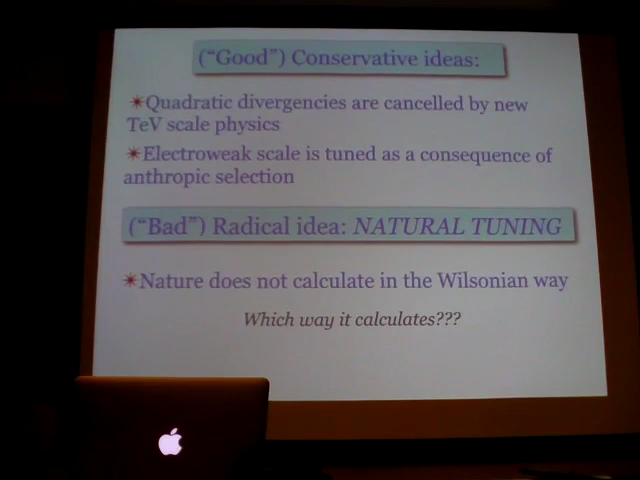 ("Good") Conservative ideas:
✴Quadratic divergencies are cancelled by new
TeV scale physics
✴Electroweak scale is tuned as a consequence of
anthropic selection
("Bad") Radical idea: NATURAL TUNING
✴Nature does not calculate in the Wilsonian way
Which way it calculates???